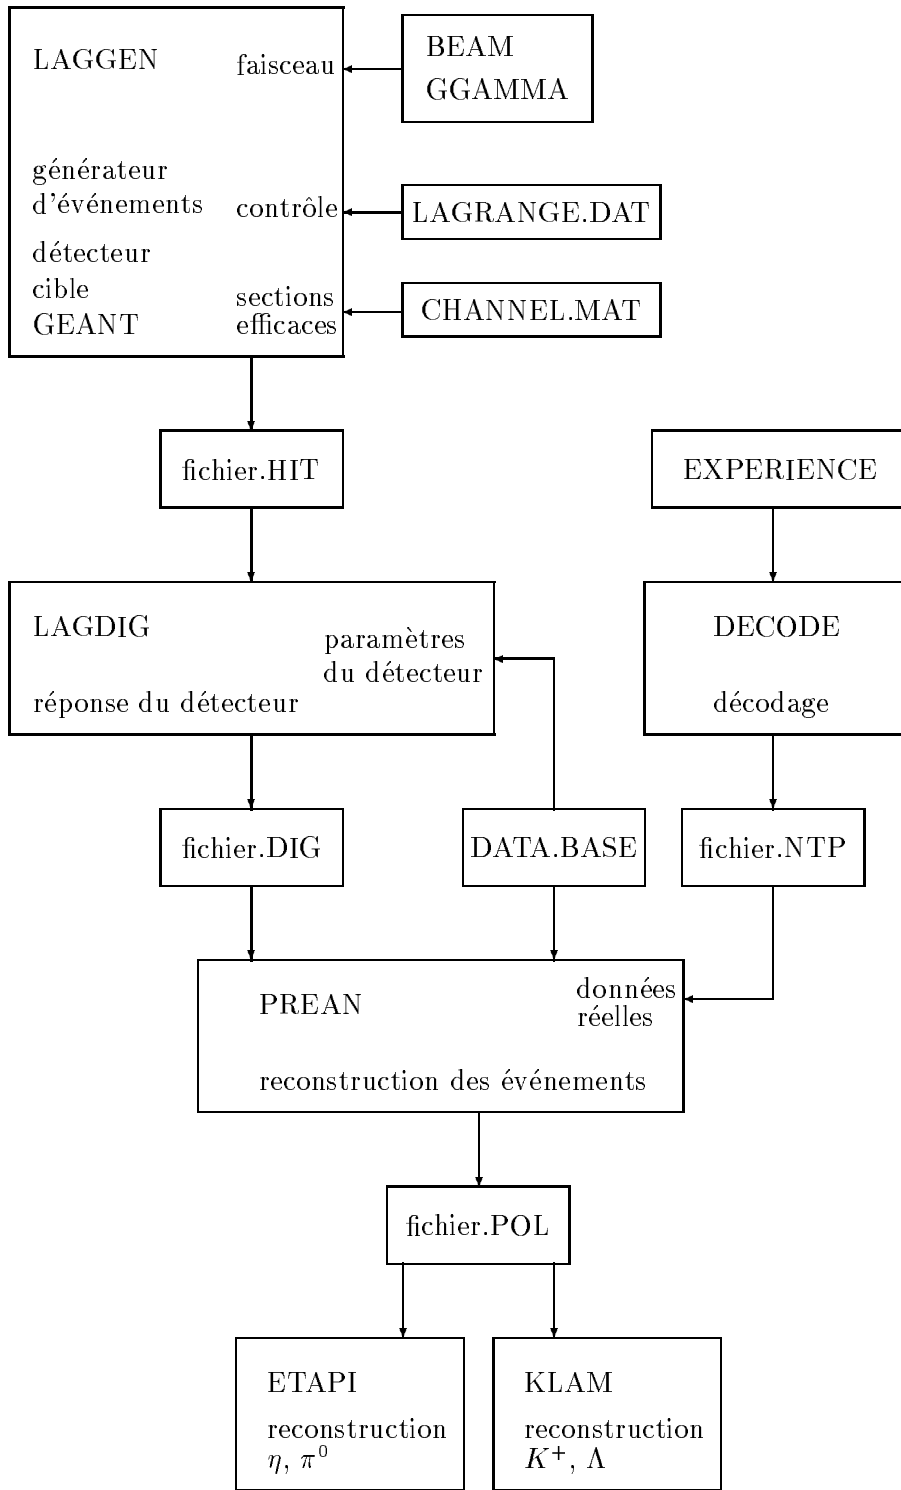 LAGGEN
faisceau
BEAM
GGAMMA
générateur
d'événements
contrôle
LAGRANGE.DAT
détecteur
cible
GEANT
sections
efficaces
CHANNEL.MAT
fichier.HIT
EXPERIENCE
LAGDIG
paramètres
du détecteur
réponse du détecteur
DECODE
décodage
fichier.DIG
DATA.BASE
fichier.NTP
PREAN
données
réelles
reconstruction des événements
fichier.POL
ETAPI
reconstruction
η, π⁰
KLAM
reconstruction
K⁺, Λ